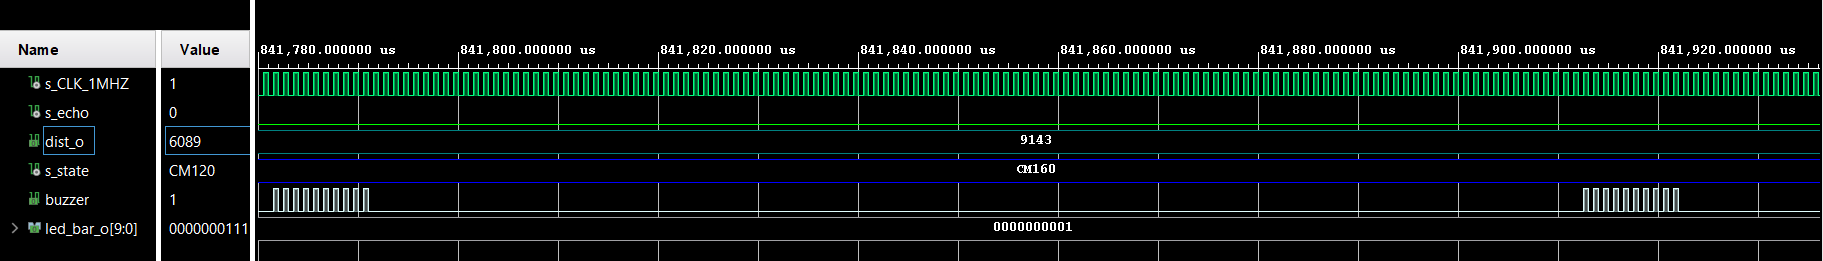 841,780.000000 us 841,800.000000 us 841,820.000000 us 841,840.000000 us 841,860.000000 us 841,880.000000 us 841,900.000000 us 841,920.000000 us
Name Value
s_CLK_1MHZ 1
s_echo 0
dist_o 6089 9143
s_state CM120 CM160
buzzer 1
led_bar_o[9:0] 0000000111 0000000001